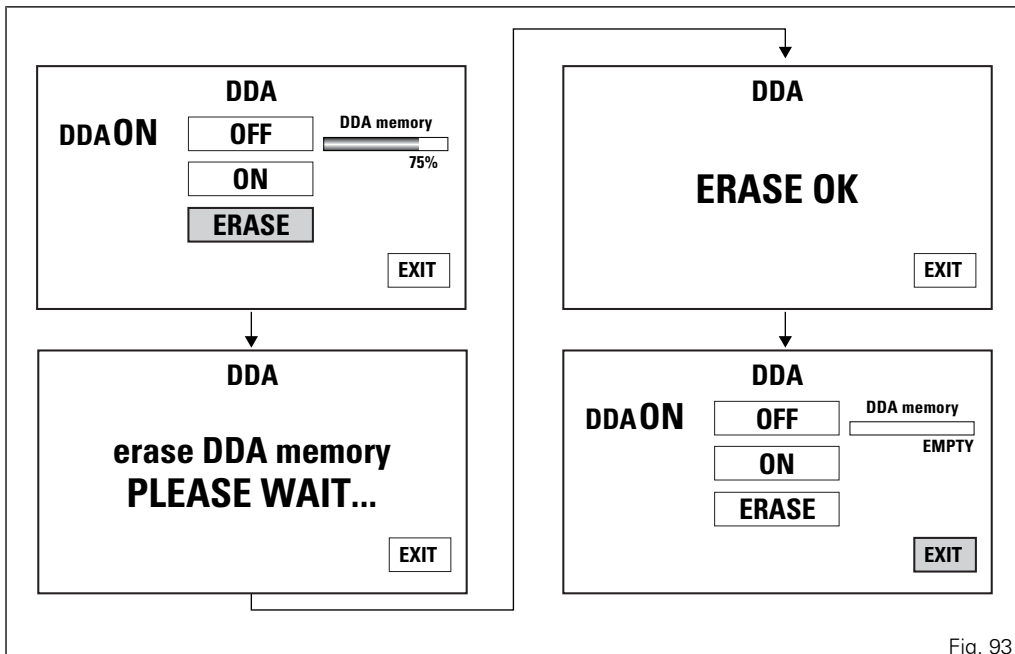 DDA
DDA ON
OFF
DDA memory
75%
ON
ERASE
EXIT
DDA
erase DDA memory
PLEASE WAIT...
EXIT
DDA
ERASE OK
EXIT
DDA
DDA ON
OFF
DDA memory
EMPTY
ON
ERASE
EXIT
Fig. 93